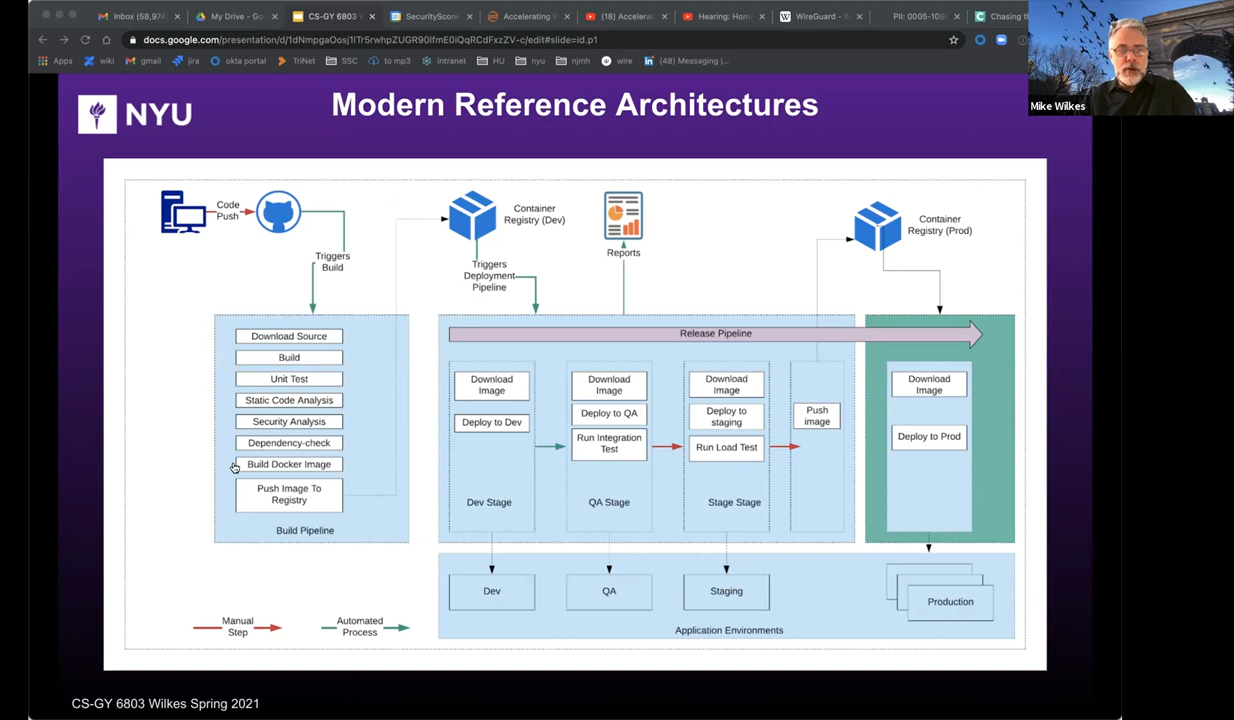 Inbox (58,974
My Drive - Go
CS-GY 6803 W
SecurityScore
Accelerating R
(18) Accelerat
Hearing: Home
WireGuard - W
PII: 0005-109
Chasing the
docs.google.com/presentation/d/1dNmpgaOosj1ITr5rwhpZUGR90lfmE0iQqRCdFxzZV-c/edit#slide=id.p1
Apps
wiki
gmail
jira
okta portal
TriNet
SSC
to mp3
intranet
HU
nyu
njmh
wire
(48) Messaging |...
Mike Wilkes
NYU
Modern Reference Architectures
Code
Push
Triggers
Build
Container
Registry (Dev)
Triggers
Deployment
Pipeline
Reports
Container
Registry (Prod)
Download Source
Build
Unit Test
Static Code Analysis
Security Analysis
Dependency-check
Build Docker Image
Push Image To
Registry
Build Pipeline
Release Pipeline
Download
Image
Deploy to Dev
Dev Stage
Download
Image
Deploy to QA
Run Integration
Test
QA Stage
Download
Image
Deploy to
staging
Run Load Test
Stage Stage
Push
image
Download
Image
Deploy to Prod
Dev
QA
Staging
Production
Application Environments
Manual
Step
Automated
Process
CS-GY 6803 Wilkes Spring 2021